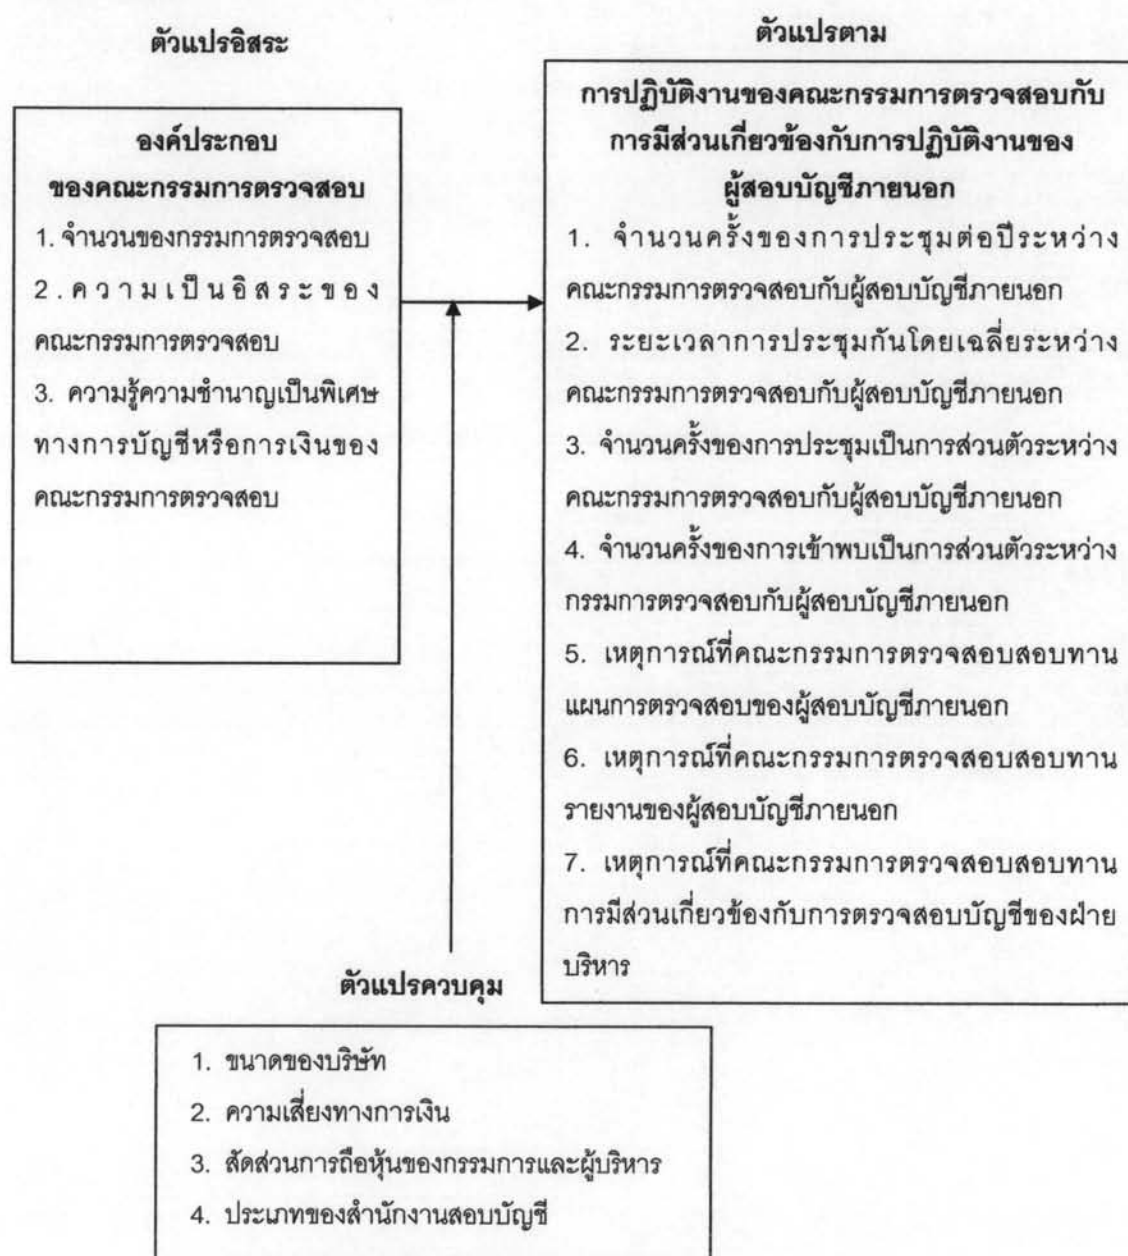 ตัวแปรอิสระ
องค์ประกอบ
ของคณะกรรมการตรวจสอบ
1. จำนวนของกรรมการตรวจสอบ
2 . ค ว า ม เ ป็ น อิ ส ร ะ ข อ ง
คณะกรรมการตรวจสอบ
3. ความรู้ความชำนาญเป็นพิเศษ
ทางการบัญชีหรือการเงินของ
คณะกรรมการตรวจสอบ
ตัวแปรตาม
การปฏิบัติงานของคณะกรรมการตรวจสอบกับ
การมีส่วนเกี่ยวข้องกับการปฏิบัติงานของ
ผู้สอบบัญชีภายนอก
1. จำนวนครั้งของการประชุมต่อปีระหว่าง
คณะกรรมการตรวจสอบกับผู้สอบบัญชีภายนอก
2. ระยะเวลาการประชุมกันโดยเฉลี่ยระหว่าง
คณะกรรมการตรวจสอบกับผู้สอบบัญชีภายนอก
3. จำนวนครั้งของการประชุมเป็นการส่วนตัวระหว่าง
คณะกรรมการตรวจสอบกับผู้สอบบัญชีภายนอก
4. จำนวนครั้งของการเข้าพบเป็นการส่วนตัวระหว่าง
กรรมการตรวจสอบกับผู้สอบบัญชีภายนอก
5. เหตุการณ์ที่คณะกรรมการตรวจสอบสอบทาน
แผนการตรวจสอบของผู้สอบบัญชีภายนอก
6. เหตุการณ์ที่คณะกรรมการตรวจสอบสอบทาน
รายงานของผู้สอบบัญชีภายนอก
7. เหตุการณ์ที่คณะกรรมการตรวจสอบสอบทาน
การมีส่วนเกี่ยวข้องกับการตรวจสอบบัญชีของฝ่าย
บริหาร
ตัวแปรควบคุม
1. ขนาดของบริษัท
2. ความเสี่ยงทางการเงิน
3. สัดส่วนการถือหุ้นของกรรมการและผู้บริหาร
4. ประเภทของสำนักงานสอบบัญชี